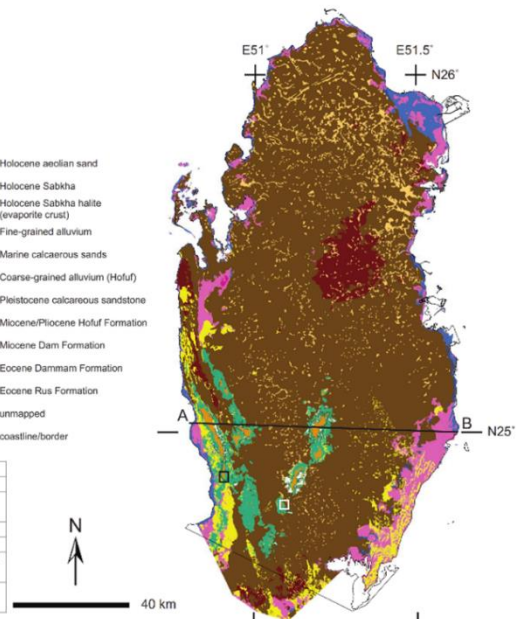 E51° E51.5°
N26°
Holocene aeolian sand
Holocene Sabkha
Holocene Sabkha halite
(evaporite crust)
Fine-grained alluvium
Marine calcaerous sands
Coarse-grained alluvium (Hofuf)
Pleistocene calcareous sandstone
Miocene/Pliocene Hofuf Formation
Miocene Dam Formation
Eocene Dammam Formation
Eocene Rus Formation
unmapped
coastline/border
A B N25°
N
40 km